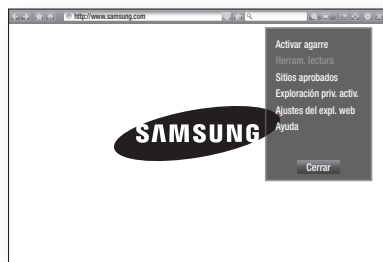 http://www.samsung.com
Activar agarre
Herram. lectura
Sitios aprobados
Exploración priv. activ.
Ajustes del expl. web
Ayuda
SAMSUNG
Cerrar